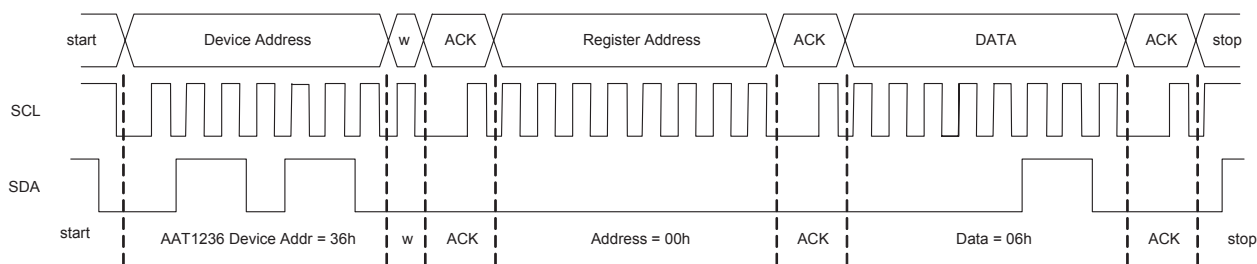 start Device Address w ACK Register Address ACK DATA ACK stop
SCL
SDA
start AAT1236 Device Addr = 36h w ACK Address = 00h ACK Data = 06h ACK stop